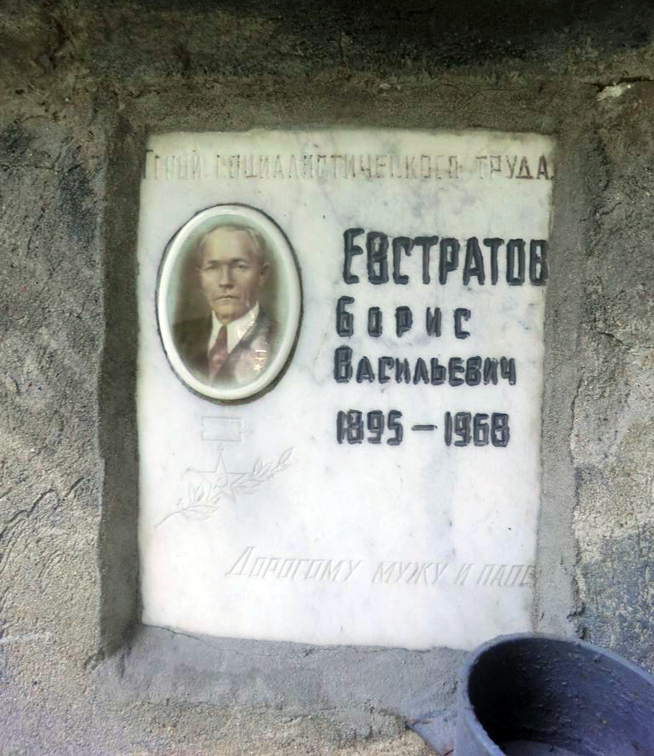 Герой социалистического труда
Евстратов
Борис
Васильевич
1895 – 1968
Дорогому мужу и папе